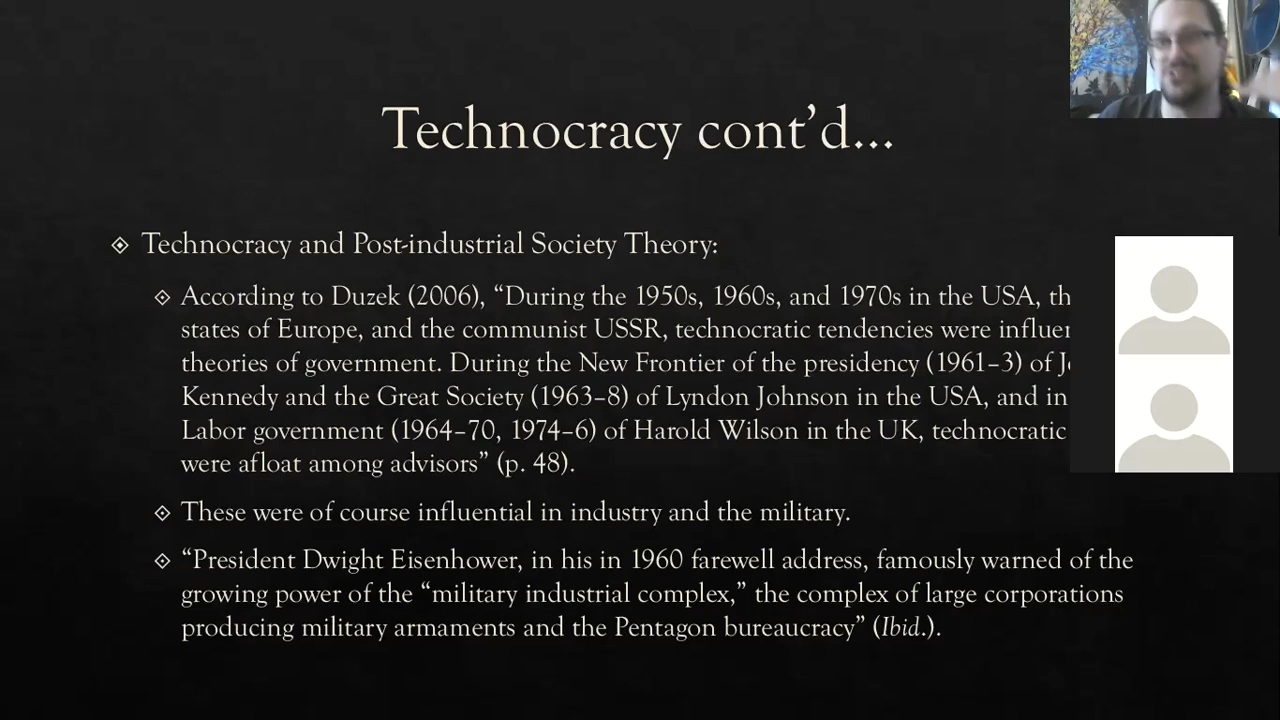 Technocracy cont’d…
Technocracy and Post-industrial Society Theory:
According to Duzek (2006), “During the 1950s, 1960s, and 1970s in the USA, th
states of Europe, and the communist USSR, technocratic tendencies were influen
theories of government. During the New Frontier of the presidency (1961–3) of J
Kennedy and the Great Society (1963–8) of Lyndon Johnson in the USA, and in
Labor government (1964–70, 1974–6) of Harold Wilson in the UK, technocratic
were afloat among advisors” (p. 48).
These were of course influential in industry and the military.
“President Dwight Eisenhower, in his in 1960 farewell address, famously warned of the
growing power of the “military industrial complex,” the complex of large corporations
producing military armaments and the Pentagon bureaucracy” (Ibid.).